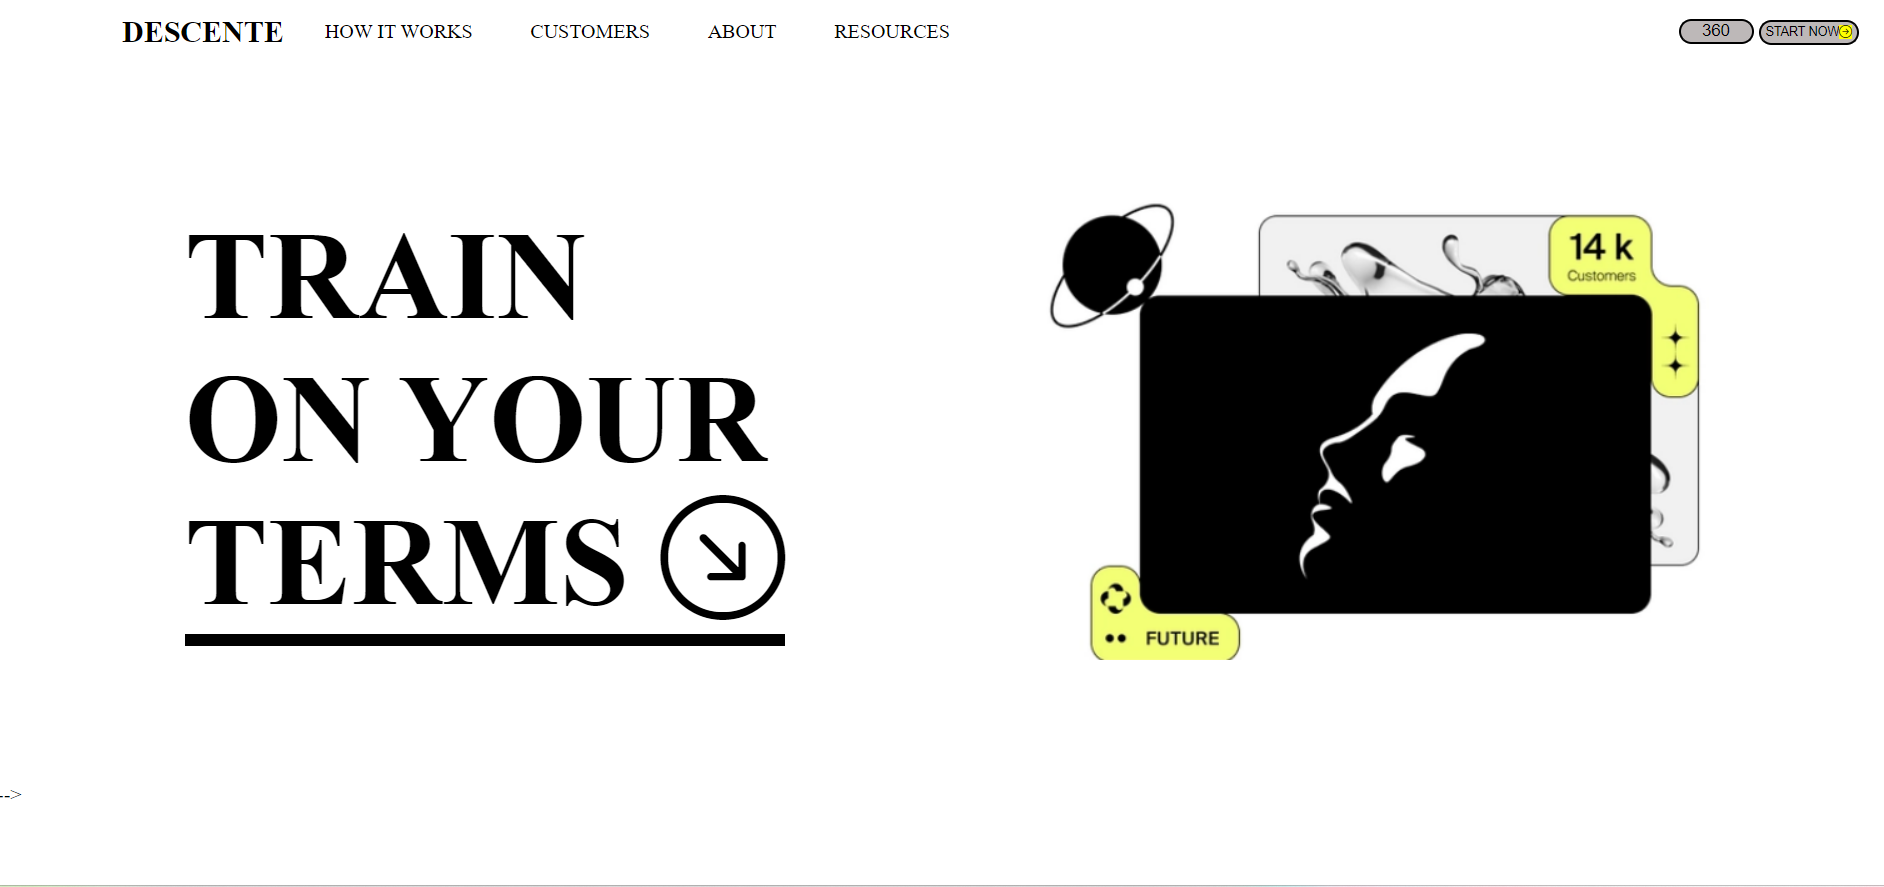 DESCENTE HOW IT WORKS CUSTOMERS ABOUT RESOURCES 360 START NOW
TRAIN
ON YOUR
TERMS
14 k
Customers
FUTURE
-->